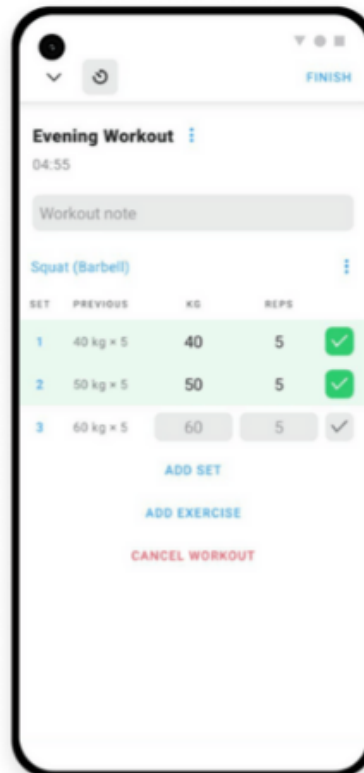 FINISH
Evening Workout
04:55
Workout note
Squat (Barbell)
SET PREVIOUS KG REPS
1 40 kg × 5 40 5
2 50 kg × 5 50 5
3 60 kg × 5 60 5
ADD SET
ADD EXERCISE
CANCEL WORKOUT